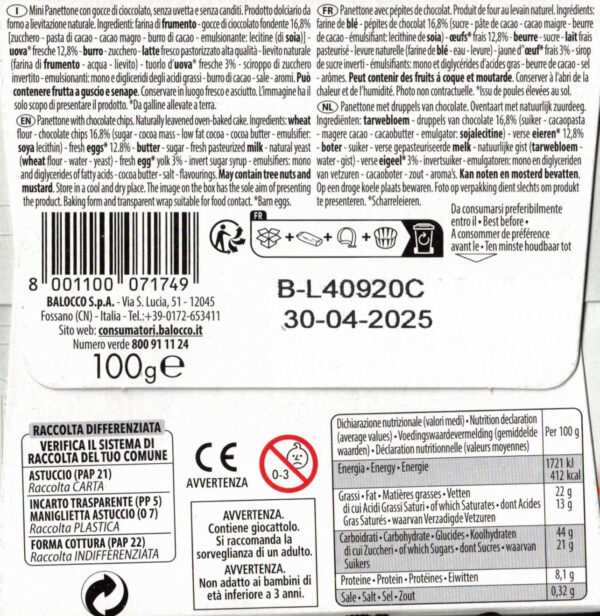 I Mini Panettone con gocce di cioccolato, senza uvetta e senza canditi. Prodotto dolciario da
forno a lievitazione naturale. Ingredienti: farina di frumento - gocce di cioccolato fondente 16,8%
[zucchero - pasta di cacao - cacao magro - burro di cacao - emulsionante: lecitine (di soia)] -
uova* fresche 12,8% - burro - zucchero - latte fresco pastorizzato alta qualità - lievito naturale
(farina di frumento - acqua - lievito) - tuorlo d'uova* fresche 3% - sciroppo di zucchero
invertito - emulsionanti: mono e digliceridi degli acidi grassi - burro di cacao - sale - aromi. Può
contenere frutta a guscio e senape. Conservare in luogo fresco e asciutto. L'immagine ha il
solo scopo di presentare il prodotto. *Da galline allevate a terra.
EN Panettone with chocolate chips. Naturally leavened oven-baked cake. Ingredients: wheat
flour - chocolate chips 16.8% (sugar - cocoa mass - low fat cocoa - cocoa butter - emulsifier:
soya lecithin) - fresh eggs* 12.8% - butter - sugar - fresh pasteurized milk - natural yeast
(wheat flour - water - yeast) - fresh egg* yolk 3% - invert sugar syrup - emulsifiers: mono
and diglycerides of fatty acids - cocoa butter - salt - flavourings. May contain tree nuts and
mustard. Store in a cool and dry place. The image on the box has the sole aim of presenting
the product. Baking form and transparent wrap suitable for food contact. *Barn eggs.
FR Panettone avec pépites de chocolat. Produit de four au levain naturel. Ingrédients:
farine de blé - pépites de chocolat 16,8% (sucre - pâte de cacao - cacao maigre - beurre
de cacao - émulsifiant: lecithine de soia) - œufs* frais 12,8% - beurre - sucre - lait frais
pasteurisé - levure naturelle (farine de blé - eau - levure) - jaune d'œuf* frais 3% - sirop
de sucre inverti - émulsifiants: mono et diglycérides d'acides gras - beurre de cacao - sel
- arômes. Peut contenir des fruits á coque et moutarde. Conserver à l'abri de la
chaleur et de l'humidité. Photo non contractuelle. *Issu de poules élevées au sol.
NL Panettone met druppels van chocolate. Oventaart met natuurlijk zuurdeeg.
Ingrediënten: tarwebloem - druppels van chocolate 16,8% (suiker - cacaopasta
- magere cacao - cacaobutter - emulgator: sojalecitine) - verse eieren* 12,8%
- boter - suiker - verse gepasteuriseerde melk - natuurlijke gist (tarwebloem -
water - gist) - verse eigeel* 3% - invertsuiker - emulgatoren: mono en diglyceriden
van vetzuren - cacaoboter - zout - aroma's. Kan noten en mosterd bevatten.
Op een droge koele plaats bewaren. Foto op verpakking dient slechts om produkt
te presenteren. *Scharreleieren.
8 001100 071749
BALOCCO S.p.A. - Via S. Lucia, 51 - 12045
Fossano (CN) - Italia - Tel.:+39-0172-653411
Sito web: consumatori.balocco.it
Numero verde 800 91 11 24
100g e
FR
Da consumarsi preferibilmente
entro il • Best before •
A consommer de préférence
avant le • Ten minste houdbaar tot
B-L40920C
30-04-2025
RACCOLTA DIFFERENZIATA
VERIFICA IL SISTEMA DI
RACCOLTA DEL TUO COMUNE
ASTUCCIO (PAP 21)
Raccolta CARTA
INCARTO TRASPARENTE (PP 5)
MANIGLIETTA ASTUCCIO (O 7)
Raccolta PLASTICA
FORMA COTTURA (PAP 22)
Raccolta INDIFFERENZIATA
CE
AVVERTENZA
0-3
AVVERTENZA.
Contiene giocattolo.
Si raccomanda la
sorveglianza di un adulto.
AVVERTENZA.
Non adatto ai bambini di
età inferiore a 3 anni.
Dichiarazione nutrizionale (valori medi) • Nutrition declaration
(average values) • Voedingswaardevermelding (gemiddelde
waarden) • Déclaration nutritionnelle (valeurs moyennes)
Per 100 g
Energia • Energy • Energie 1721 kJ
412 kcal
Grassi • Fat • Matières grasses • Vetten 22 g
di cui Acidi Grassi Saturi • of which Saturates • dont Acides 13 g
Gras Saturés • waarvan Verzadigde Vetzuren
Carboidrati • Carbohydrate • Glucides • Koolhydraten 44 g
di cui Zuccheri • of which Sugars • dont Sucres • waarvan 21 g
Suikers
Proteine • Protein • Protéines • Eiwitten 8,1 g
Sale • Salt • Sel • Zout 0,32 g